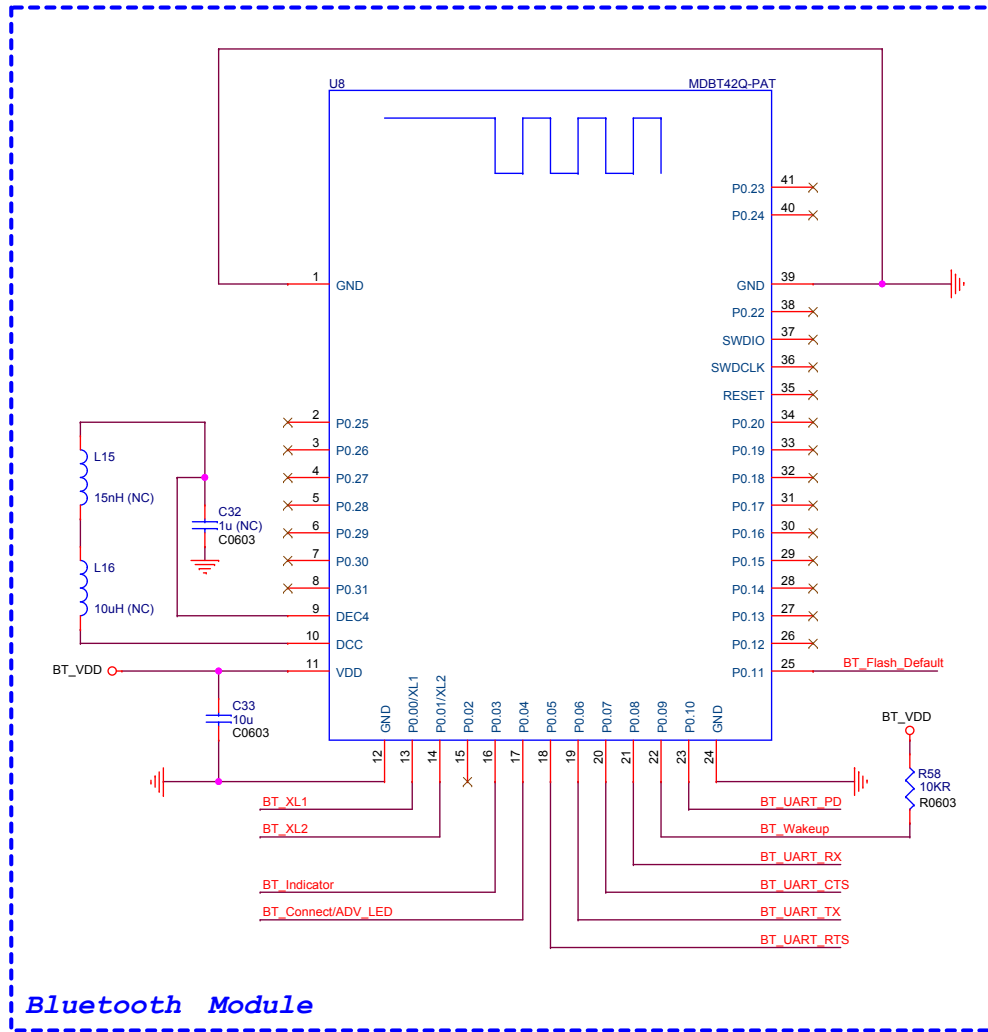 U8
MDBT42Q-PAT
P0.23
41
P0.24
40
1
GND
GND
39
P0.22
38
SWDIO
37
SWDCLK
36
RESET
35
2
P0.25
P0.20
34
3
P0.26
P0.19
33
4
P0.27
P0.18
32
5
P0.28
P0.17
31
6
P0.29
P0.16
30
7
P0.30
P0.15
29
8
P0.31
P0.14
28
9
DEC4
P0.13
27
10
DCC
P0.12
26
11
VDD
P0.11
25
BT_Flash_Default
L15
15nH (NC)
C32
1u (NC)
C0603
L16
10uH (NC)
BT_VDD
C33
10u
C0603
GND
P0.00/XL1
P0.01/XL2
P0.02
P0.03
P0.04
P0.05
P0.06
P0.07
P0.08
P0.09
P0.10
GND
12
13
14
15
16
17
18
19
20
21
22
23
24
BT_VDD
R58
10KR
R0603
BT_XL1
BT_UART_PD
BT_XL2
BT_Wakeup
BT_UART_RX
BT_Indicator
BT_UART_CTS
BT_Connect/ADV_LED
BT_UART_TX
BT_UART_RTS
Bluetooth Module